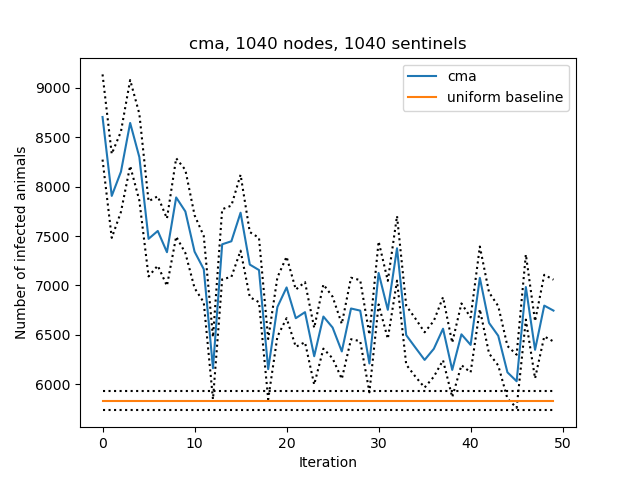 cma, 1040 nodes, 1040 sentinels
cma
uniform baseline
Number of infected animals
9000
8500
8000
7500
7000
6500
6000
0 10 20 30 40 50
Iteration